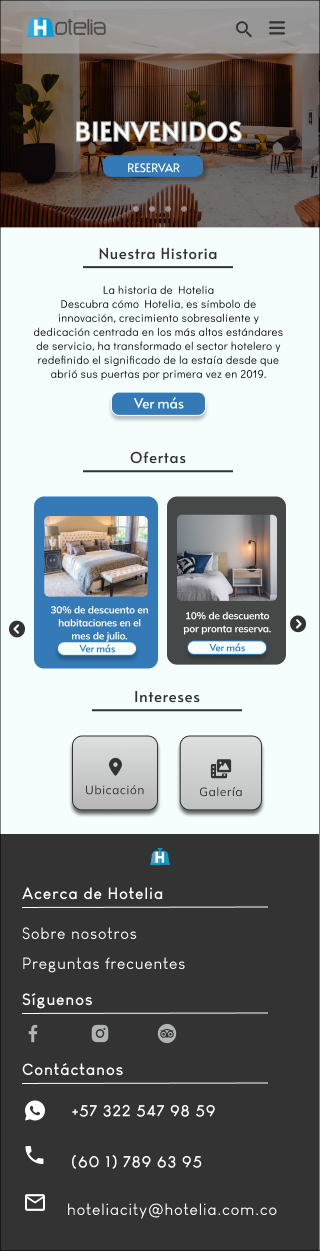 Hotelia
BIENVENIDOS
RESERVAR
Nuestra Historia
La historia de Hotelia
Descubra cómo Hotelia, es símbolo de
innovación, crecimiento sobresaliente y
dedicación centrada en los más altos estándares
de servicio, ha transformado el sector hotelero y
redefinido el significado de la estaía desde que
abrió sus puertas por primera vez en 2019.
Ver más
Ofertas
30% de descuento en
habitaciones en el
mes de julio.
Ver más
10% de descuento
por pronta reserva.
Ver más
Intereses
Ubicación
Galería
H
Acerca de Hotelia
Sobre nosotros
Preguntas frecuentes
Síguenos
Contáctanos
+57 322 547 98 59
(60 1) 789 63 95
hoteliacity@hotelia.com.co